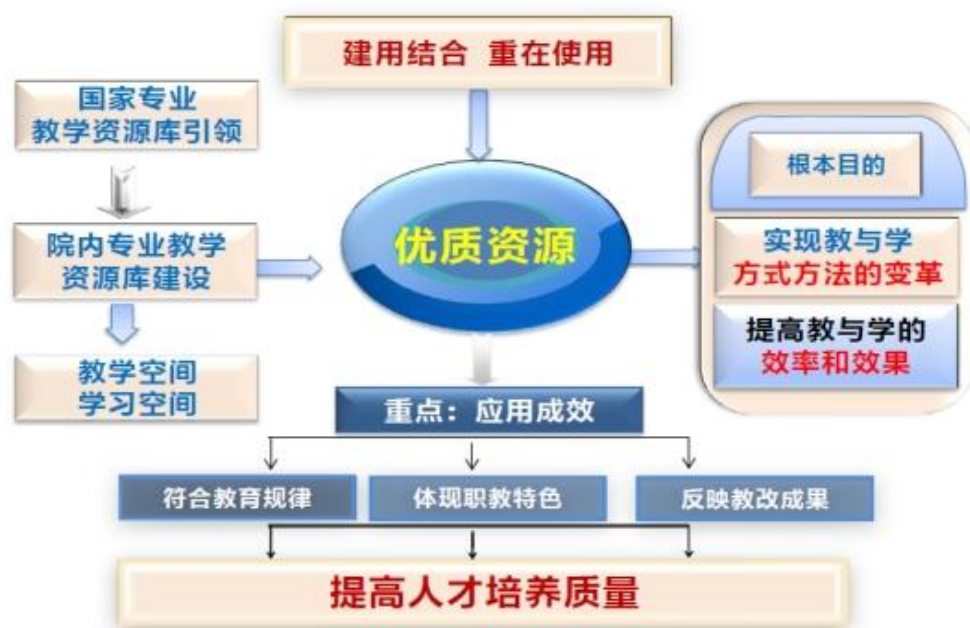 建用结合 重在使用
国家专业
教学资源库引领
院内专业教学
资源库建设
教学空间
学习空间
优质资源
根本目的
实现教与学
方式方法的变革
提高教与学的
效率和效果
重点：应用成效
符合教育规律
体现职教特色
反映教改成果
提高人才培养质量